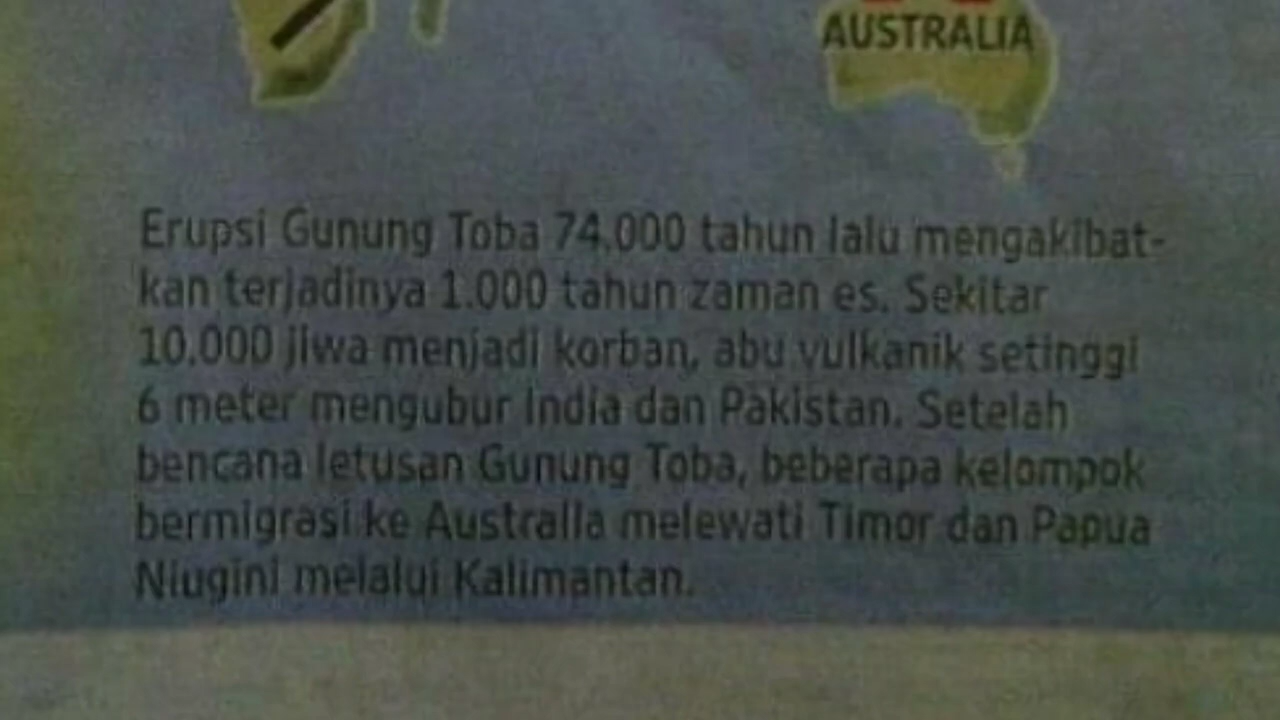 AUSTRALIA
Erupsi Gunung Toba 74.000 tahun lalu mengakibat-
kan terjadinya 1.000 tahun zaman es. Sekitar
10.000 jiwa menjadi korban, abu vulkanik setinggi
6 meter mengubur India dan Pakistan. Setelah
bencana letusan Gunung Toba, beberapa kelompok
bermigrasi ke Australia melewati Timor dan Papua
Niugini melalui Kalimantan.